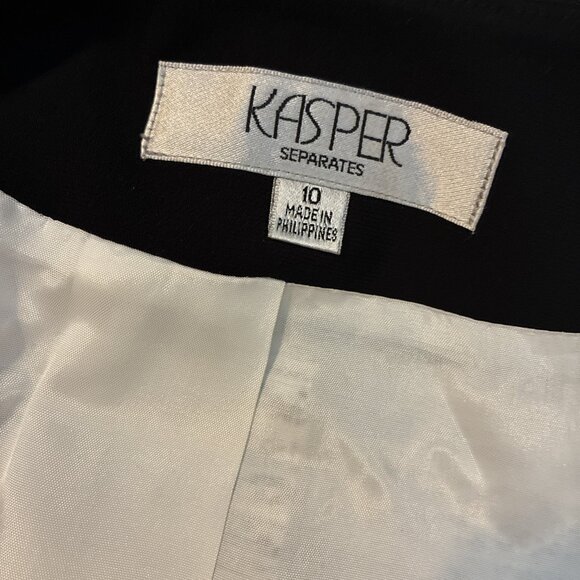 KASPER
SEPARATES
10
MADE IN
PHILIPPINES